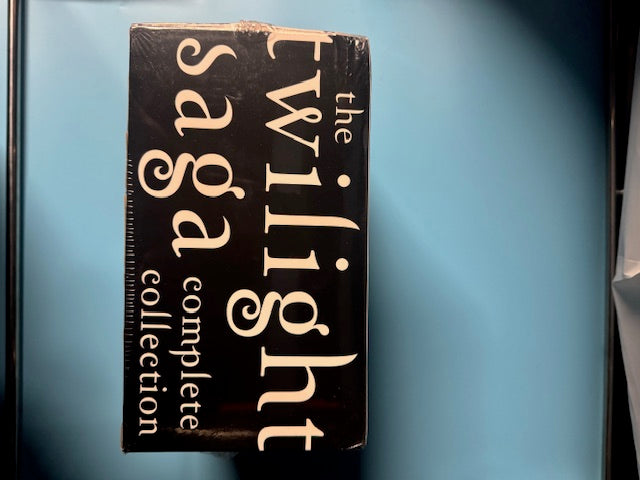 the
twilight
saga complete
collection